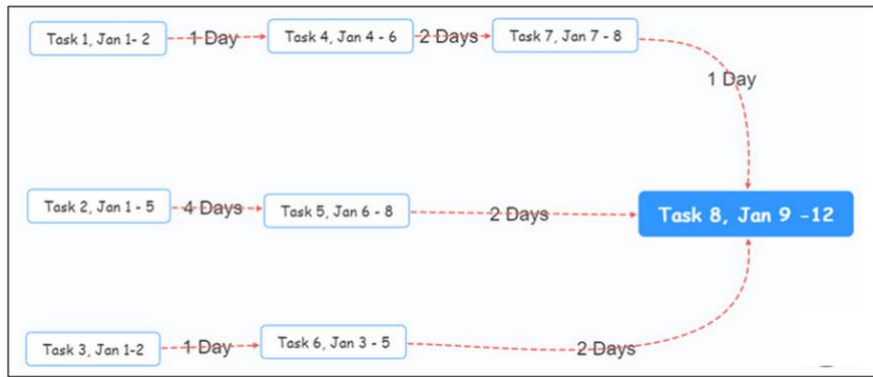 Task 1, Jan 1- 2
1 Day
Task 4, Jan 4 - 6
2 Days
Task 7, Jan 7 - 8
1 Day
Task 2, Jan 1 - 5
4 Days
Task 5, Jan 6 - 8
2 Days
Task 8, Jan 9 -12
Task 3, Jan 1-2
1 Day
Task 6, Jan 3 - 5
2 Days